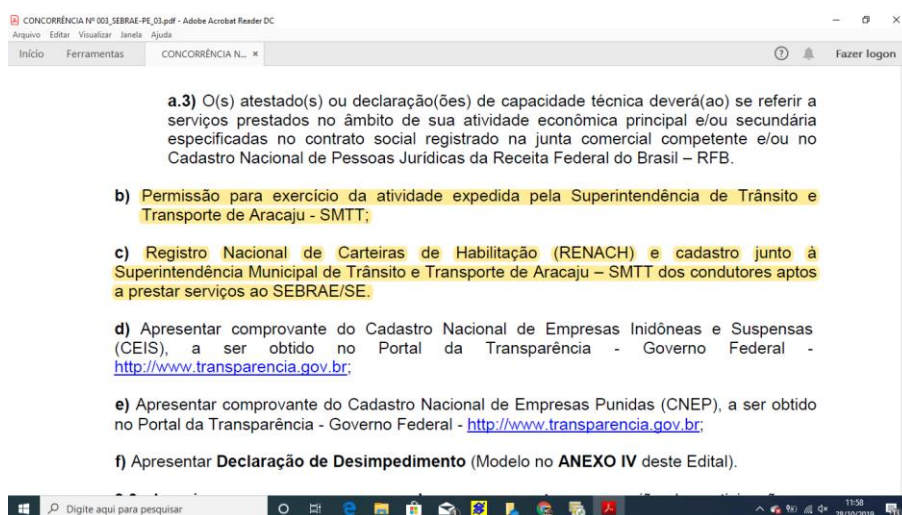 CONCORRÊNCIA Nº 003_SEBRAE-PE_03.pdf - Adobe Acrobat Reader DC
Arquivo Editar Visualizar Janela Ajuda
Início Ferramentas CONCORRÊNCIA N... × Fazer logon
a.3) O(s) atestado(s) ou declaração(ões) de capacidade técnica deverá(ao) se referir a
serviços prestados no âmbito de sua atividade econômica principal e/ou secundária
especificadas no contrato social registrado na junta comercial competente e/ou no
Cadastro Nacional de Pessoas Jurídicas da Receita Federal do Brasil – RFB.
b) Permissão para exercício da atividade expedida pela Superintendência de Trânsito e
Transporte de Aracaju - SMTT;
c) Registro Nacional de Carteiras de Habilitação (RENACH) e cadastro junto à
Superintendência Municipal de Trânsito e Transporte de Aracaju – SMTT dos condutores aptos
a prestar serviços ao SEBRAE/SE.
d) Apresentar comprovante do Cadastro Nacional de Empresas Inidôneas e Suspensas
(CEIS), a ser obtido no Portal da Transparência - Governo Federal -
http://www.transparencia.gov.br;
e) Apresentar comprovante do Cadastro Nacional de Empresas Punidas (CNEP), a ser obtido
no Portal da Transparência - Governo Federal - http://www.transparencia.gov.br;
f) Apresentar Declaração de Desimpedimento (Modelo no ANEXO IV deste Edital).
Digite aqui para pesquisar
11:58
28/10/2019